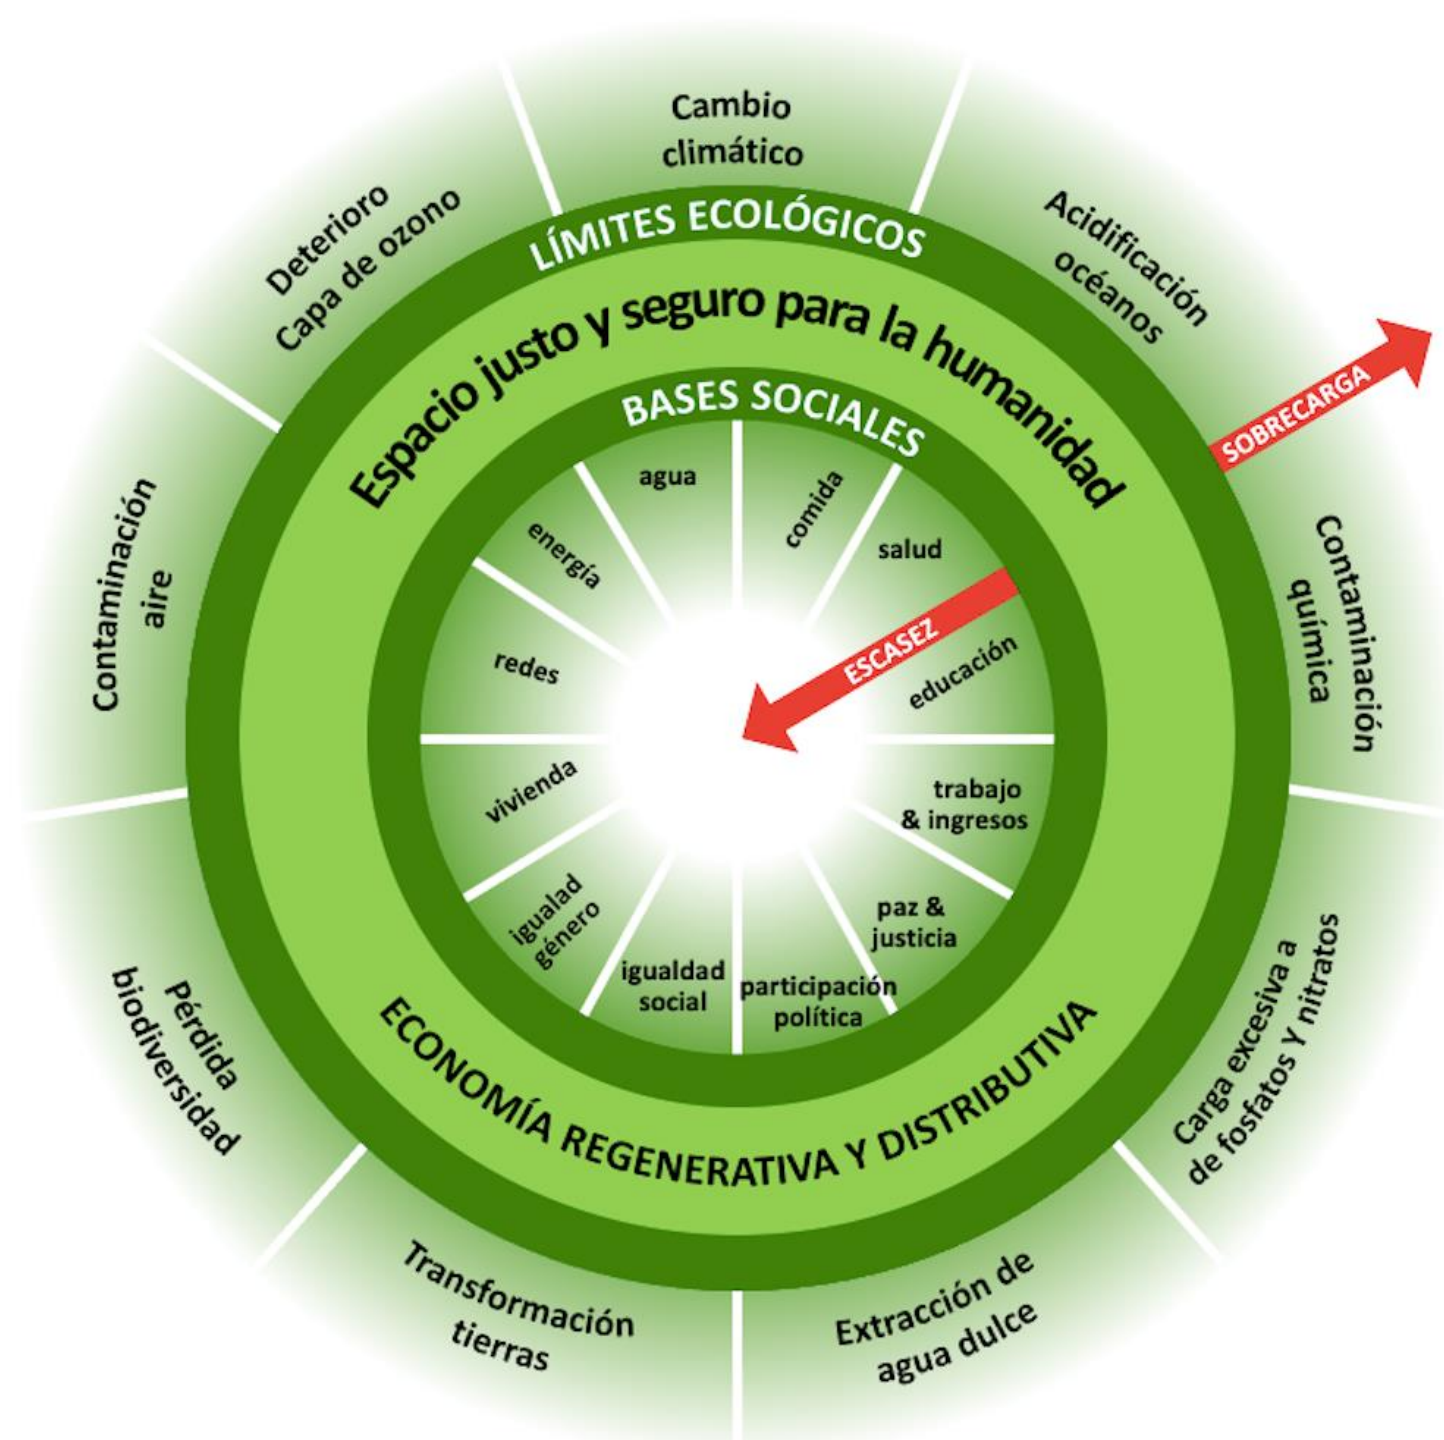 Cambio
climático
Acidificación
océanos
SOBRECARGA
Contaminación
química
Carga excesiva a
de fosfatos Y nitratos
Extracción de
agua dulce
Transformación
tierras
Pérdida
biodiversidad
Contaminación
aire
Deterioro
Capa de ozono
LÍMITES ECOLÓGICOS
Espacio justo y seguro para la humanidad
BASES SOCIALES
agua
comida
salud
ESCASEZ
educación
trabajo
& ingresos
paz &
justicia
participación
política
igualdad
social
igualad
género
vivienda
redes
energía
ECONOMÍA REGENERATIVA Y DISTRIBUTIVA